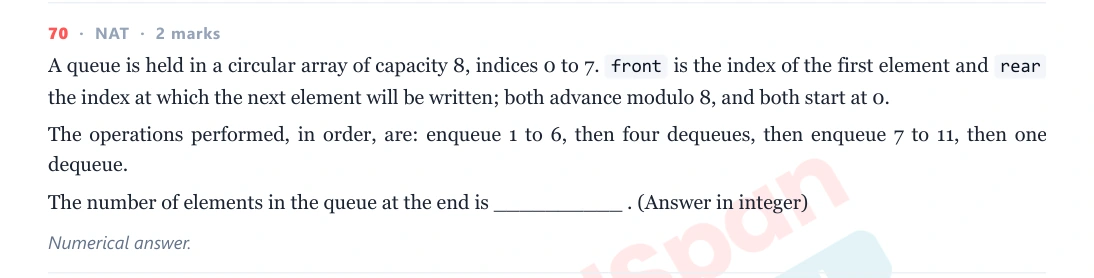 70 · NAT · 2 marks
A queue is held in a circular array of capacity 8, indices 0 to 7. front is the index of the first element and rear
the index at which the next element will be written; both advance modulo 8, and both start at 0.
The operations performed, in order, are: enqueue 1 to 6, then four dequeues, then enqueue 7 to 11, then one
dequeue.
The number of elements in the queue at the end is ____________ . (Answer in integer)
Numerical answer.